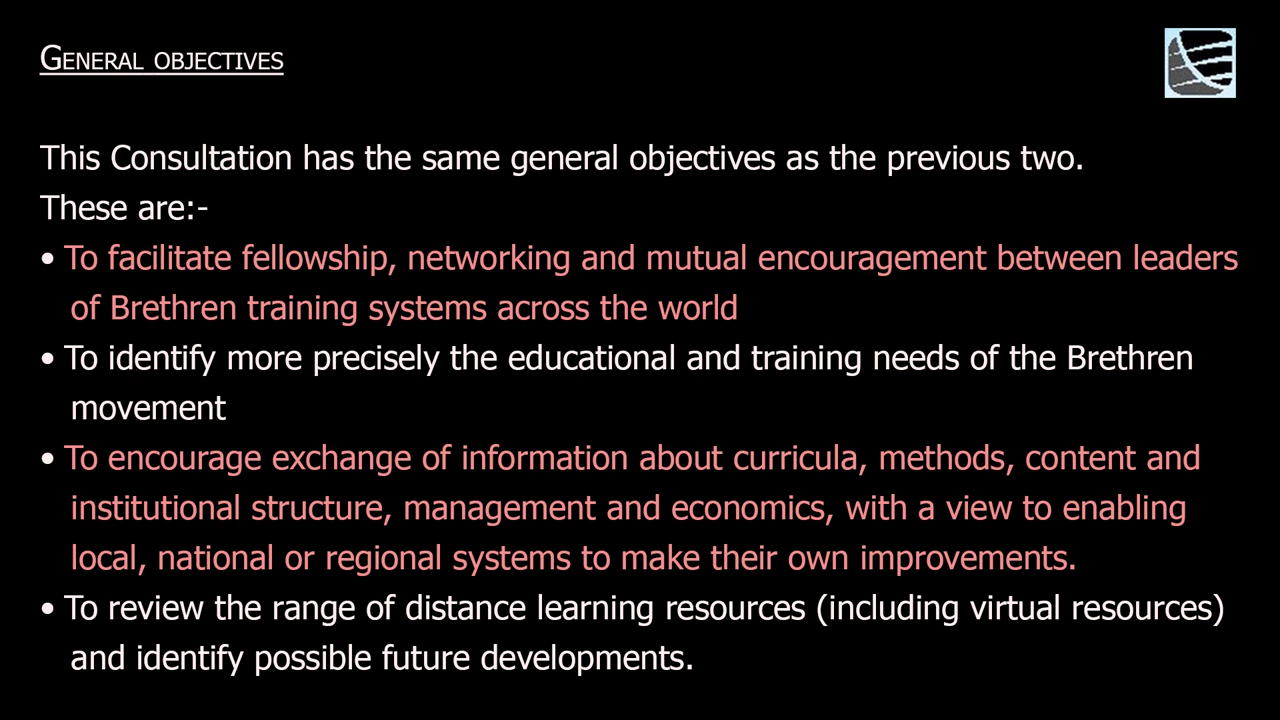 General objectives
This Consultation has the same general objectives as the previous two.
These are:-
• To facilitate fellowship, networking and mutual encouragement between leaders
of Brethren training systems across the world
• To identify more precisely the educational and training needs of the Brethren
movement
• To encourage exchange of information about curricula, methods, content and
institutional structure, management and economics, with a view to enabling
local, national or regional systems to make their own improvements.
• To review the range of distance learning resources (including virtual resources)
and identify possible future developments.